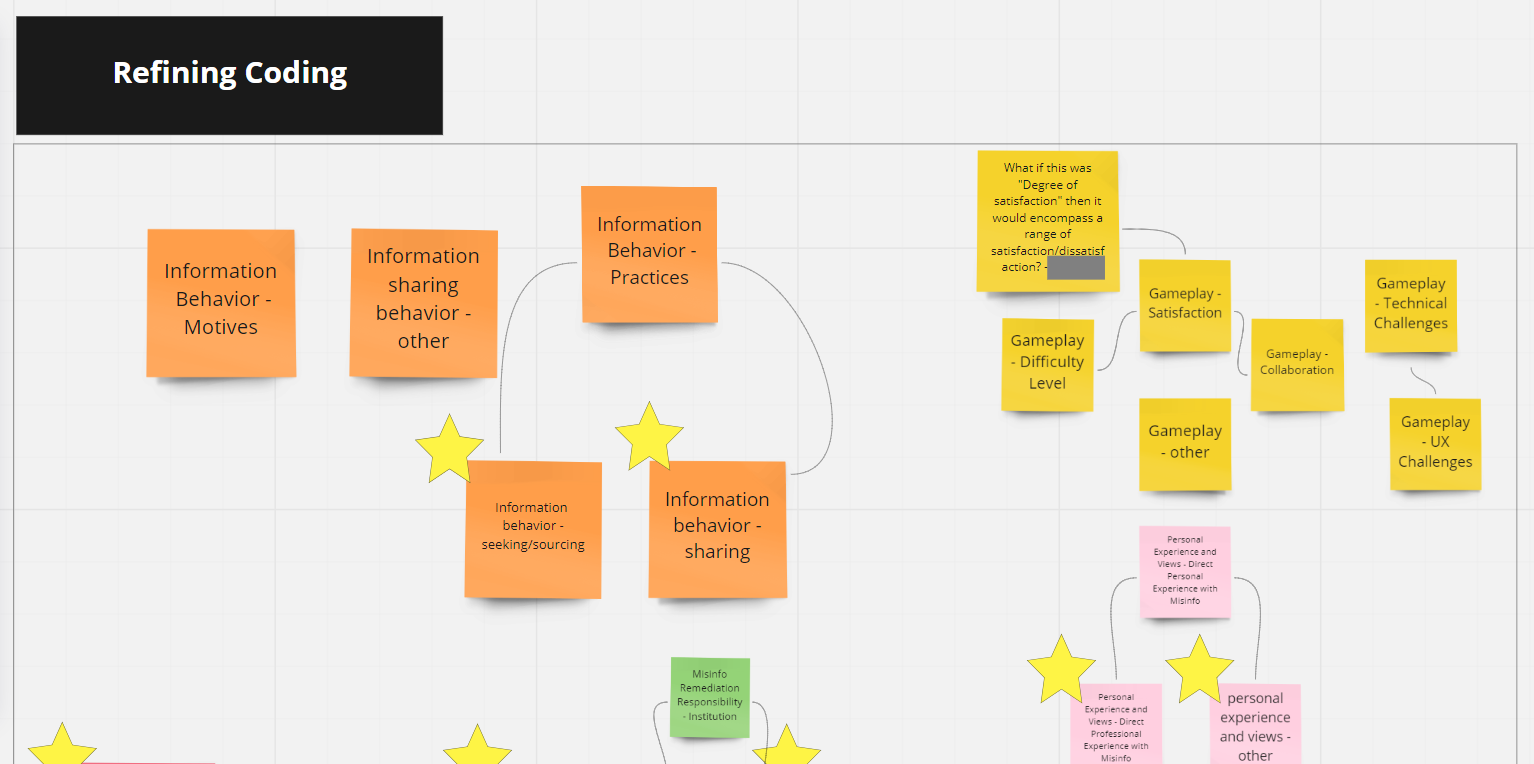 Refining Coding
Information
Behavior -
Motives
Information
sharing
behavior -
other
Information
Behavior -
Practices
Information
behavior -
seeking/sourcing
Information
behavior -
sharing
What if this was
"Degree of
satisfaction" then it
would encompass a
range of
satisfaction/dissatisf
action? -
Gameplay -
Satisfaction
Gameplay
- Difficulty
Level
Gameplay -
Collaboration
Gameplay
- Technical
Challenges
Gameplay
- other
Gameplay
- UX
Challenges
Personal
Experience and
Views - Direct
Personal
Experience with
Misinfo
Personal
Experience and
Views - Direct
Professional
Experience with
Misinfo
personal
experience
and views -
other
Misinfo
Remediation
Responsibility
- Institution